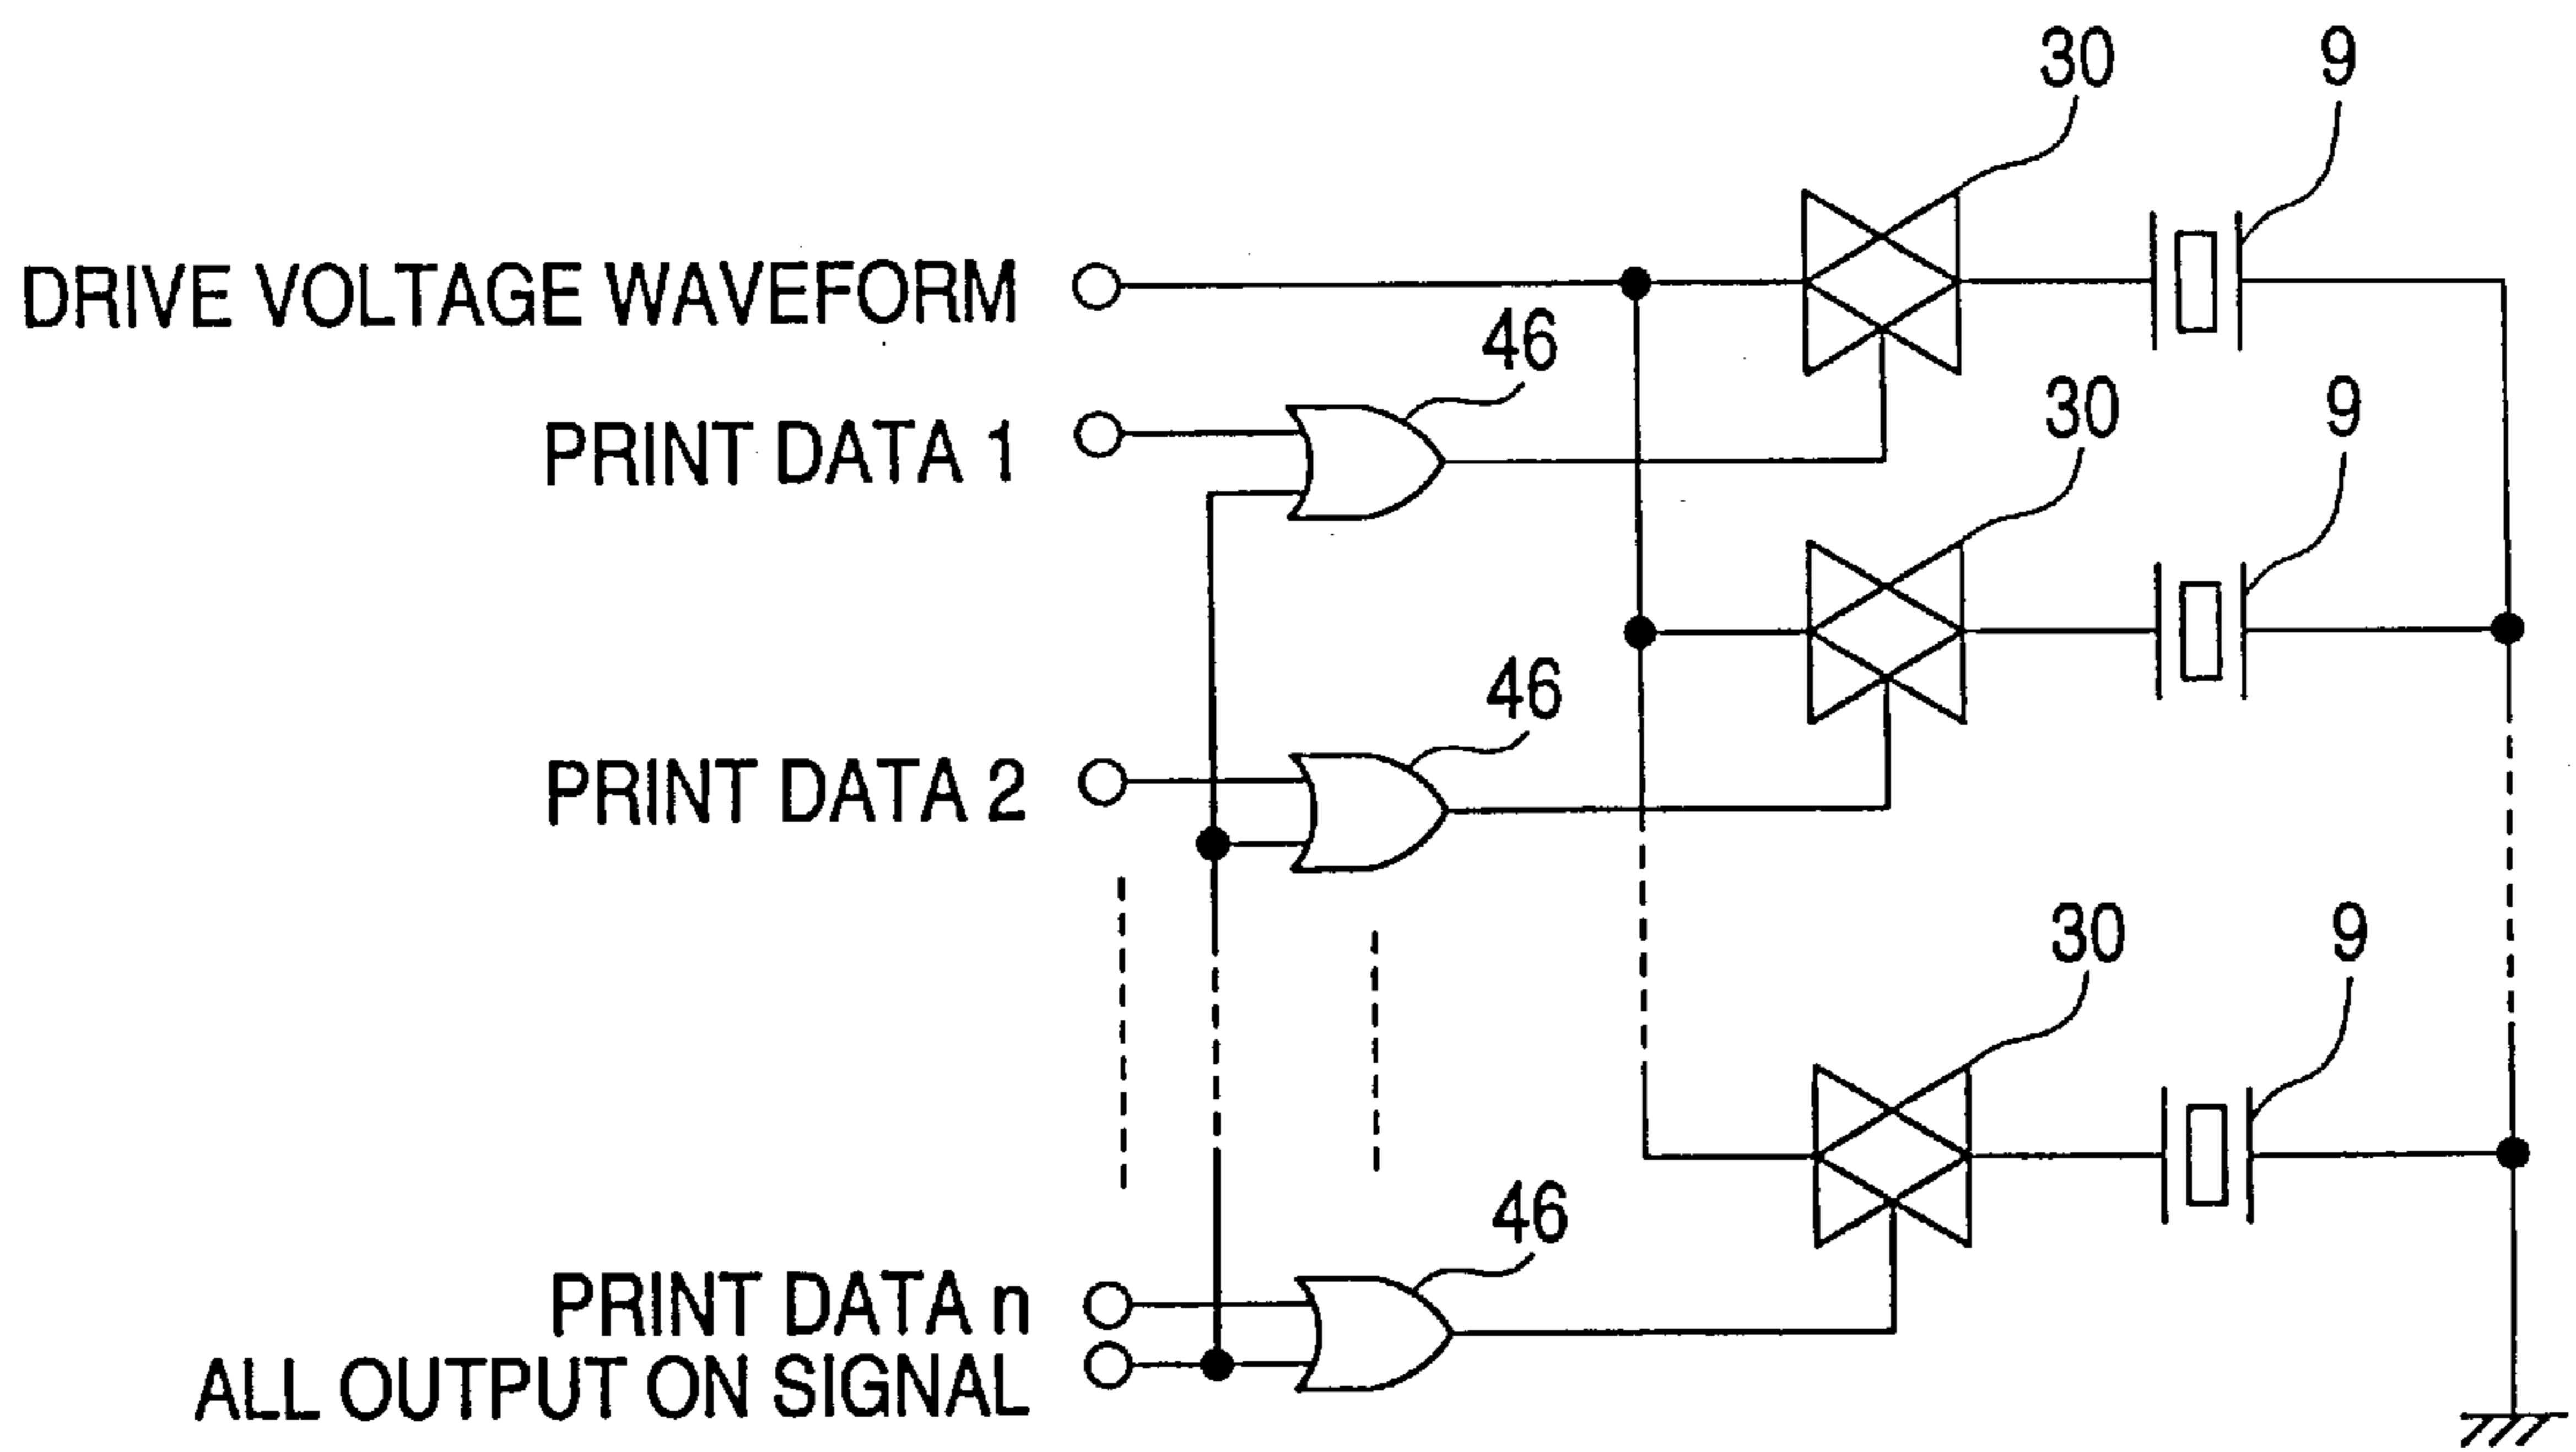 30
9
DRIVE VOLTAGE WAVEFORM
46
PRINT DATA 1
30
9
46
PRINT DATA 2
30
9
46
PRINT DATA n
ALL OUTPUT ON SIGNAL